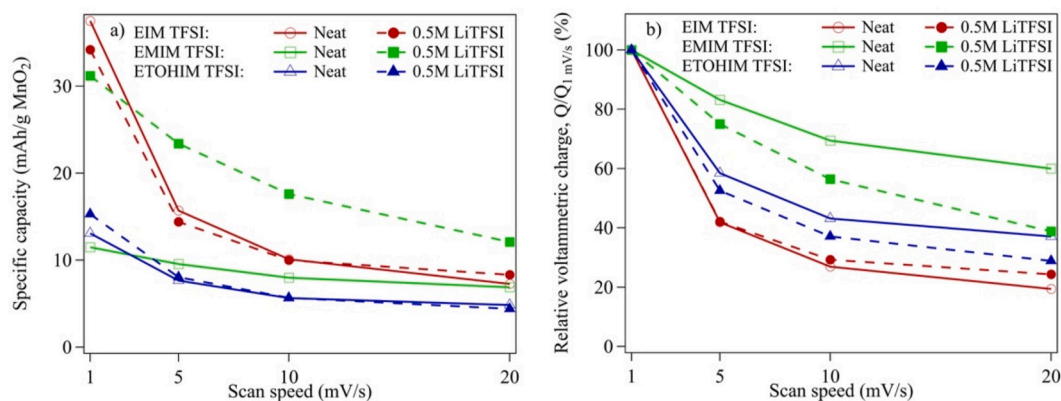 a)
EIM TFSI: Neat 0.5M LiTFSI
EMIM TFSI: Neat 0.5M LiTFSI
ETOHIM TFSI: Neat 0.5M LiTFSI
Specific capacity (mAh/g MnO₂)
30
20
10
0
1 5 10 20
Scan speed (mV/s)
b)
EIM TFSI: Neat 0.5M LiTFSI
EMIM TFSI: Neat 0.5M LiTFSI
ETOHIM TFSI: Neat 0.5M LiTFSI
Relative voltammetric charge, Q/Q₁ ₘV/s (%)
100
80
60
40
20
0
1 5 10 20
Scan speed (mV/s)